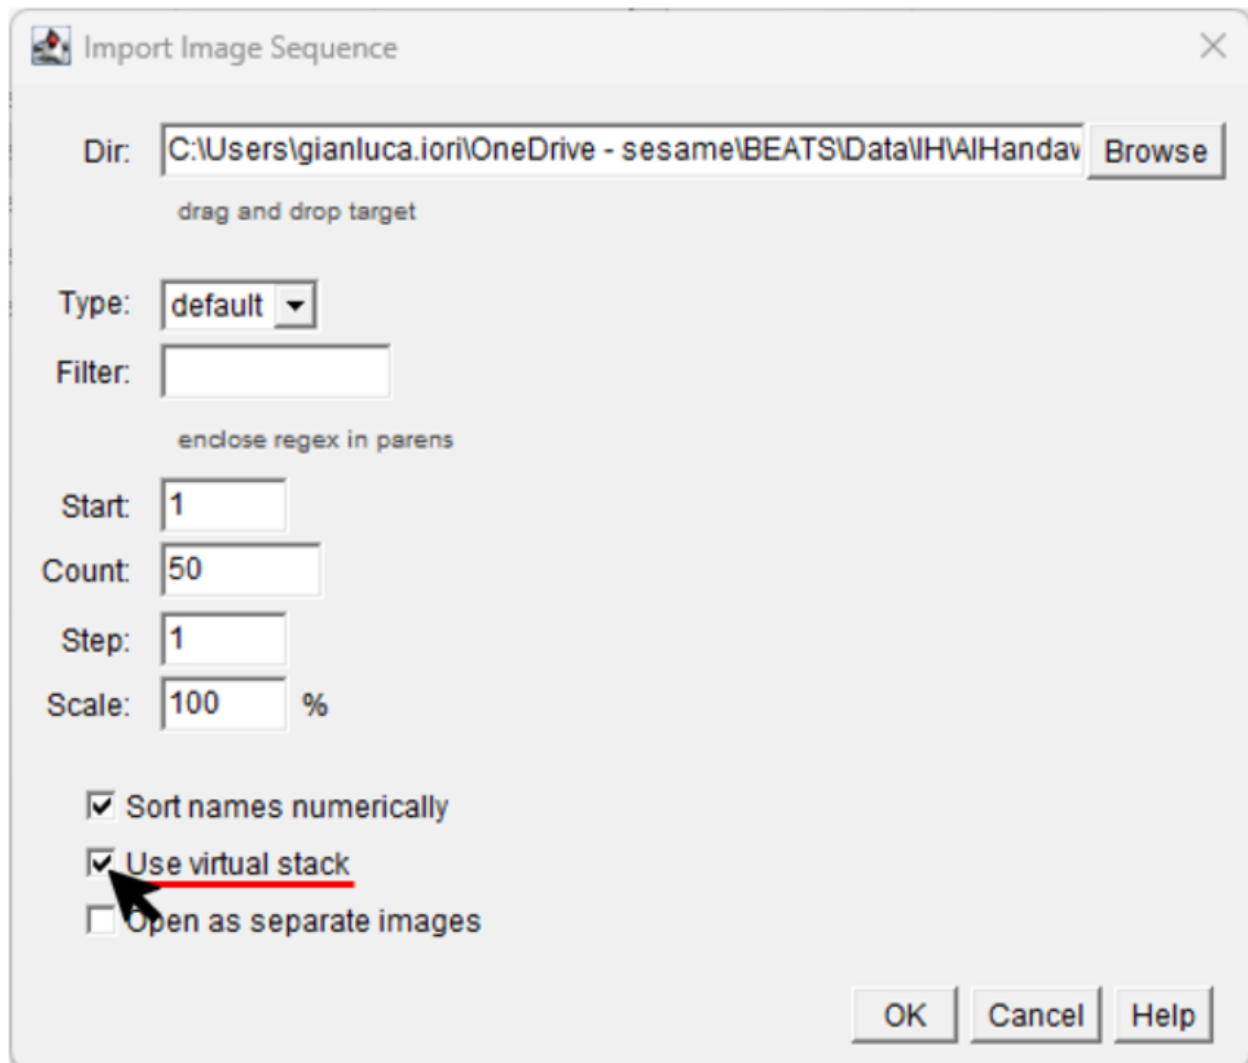 Import Image Sequence
Dir: C:\Users\gianluca.iori\OneDrive - sesame\BEATS\Data\IH\AlHandaw Browse
drag and drop target
Type: default
Filter:
enclose regex in parens
Start: 1
Count: 50
Step: 1
Scale: 100 %
Sort names numerically
Use virtual stack
Open as separate images
OK Cancel Help